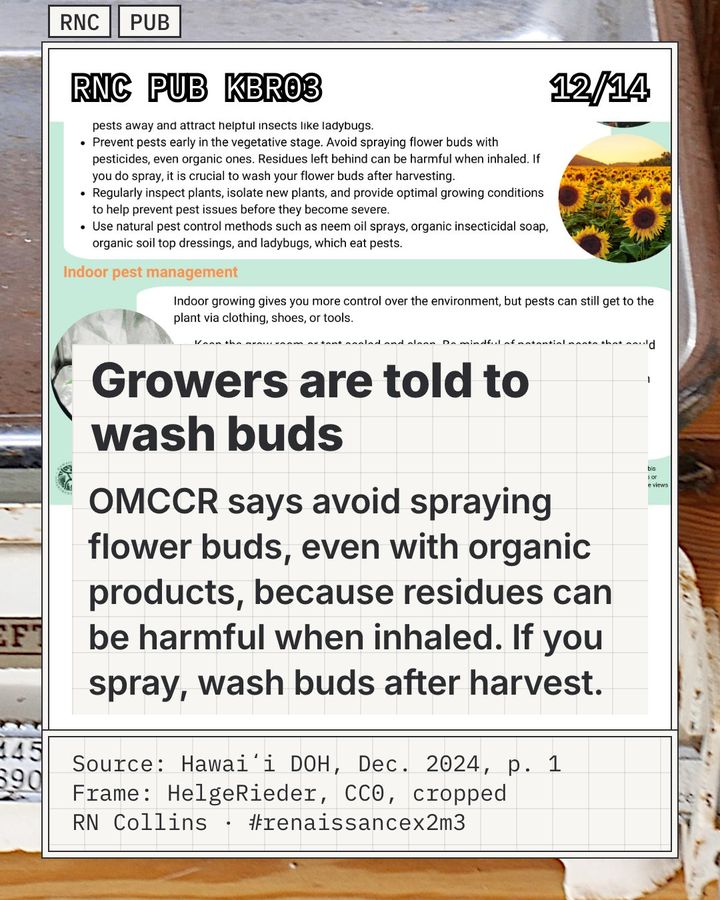 RNC PUB
RNC PUB KBR03 12/14
pests away and attract helpful insects like ladybugs.
• Prevent pests early in the vegetative stage. Avoid spraying flower buds with
pesticides, even organic ones. Residues left behind can be harmful when inhaled. If
you do spray, it is crucial to wash your flower buds after harvesting.
• Regularly inspect plants, isolate new plants, and provide optimal growing conditions
to help prevent pest issues before they become severe.
• Use natural pest control methods such as neem oil sprays, organic insecticidal soap,
organic soil top dressings, and ladybugs, which eat pests.
Indoor pest management
Indoor growing gives you more control over the environment, but pests can still get to the
plant via clothing, shoes, or tools.
Growers are told to
wash buds
OMCCR says avoid spraying
flower buds, even with organic
products, because residues can
be harmful when inhaled. If you
spray, wash buds after harvest.
Source: Hawaiʻi DOH, Dec. 2024, p. 1
Frame: HelgeRieder, CC0, cropped
RN Collins · #renaissancex2m3